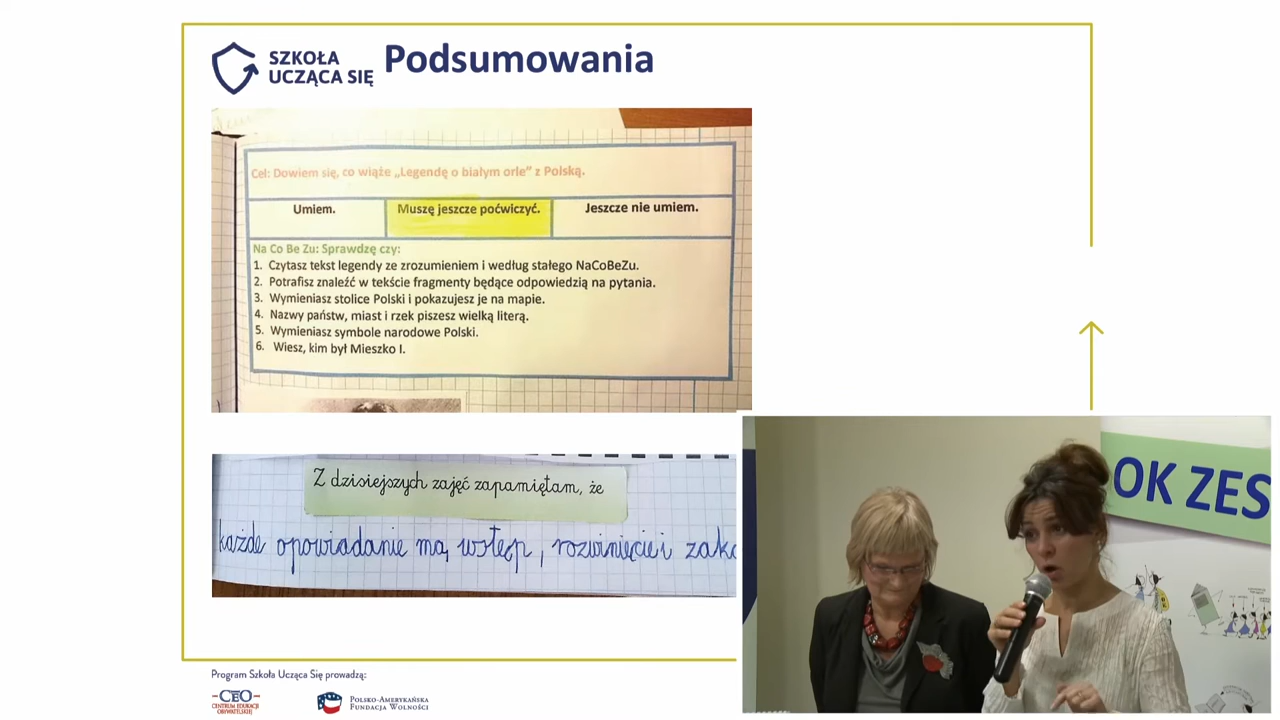 SZKOŁA
UCZĄCA SIĘ
Podsumowania
Cel: Dowiem się, co wiąże „Legendę o białym orle” z Polską.
Umiem.
Muszę jeszcze poćwiczyć.
Jeszcze nie umiem.
Na Co Be Zu: Sprawdzę czy:
1. Czytasz tekst legendy ze zrozumieniem i według stałego NaCoBeZu.
2. Potrafisz znaleźć w tekście fragmenty będące odpowiedzią na pytania.
3. Wymieniasz stolice Polski i pokazujesz je na mapie.
4. Nazwy państw, miast i rzek piszesz wielką literą.
5. Wymieniasz symbole narodowe Polski.
6. Wiesz, kim był Mieszko I.
Z dzisiejszych zajęć zapamiętam, że
każde opowiadanie ma wstęp, rozwinięcie i zako
OK ZES
Program Szkoła Ucząca Się prowadzą:
CEO
CENTRUM EDUKACJI
OBYWATELSKIEJ
POLSKO-AMERYKAŃSKA
FUNDACJA WOLNOŚCI